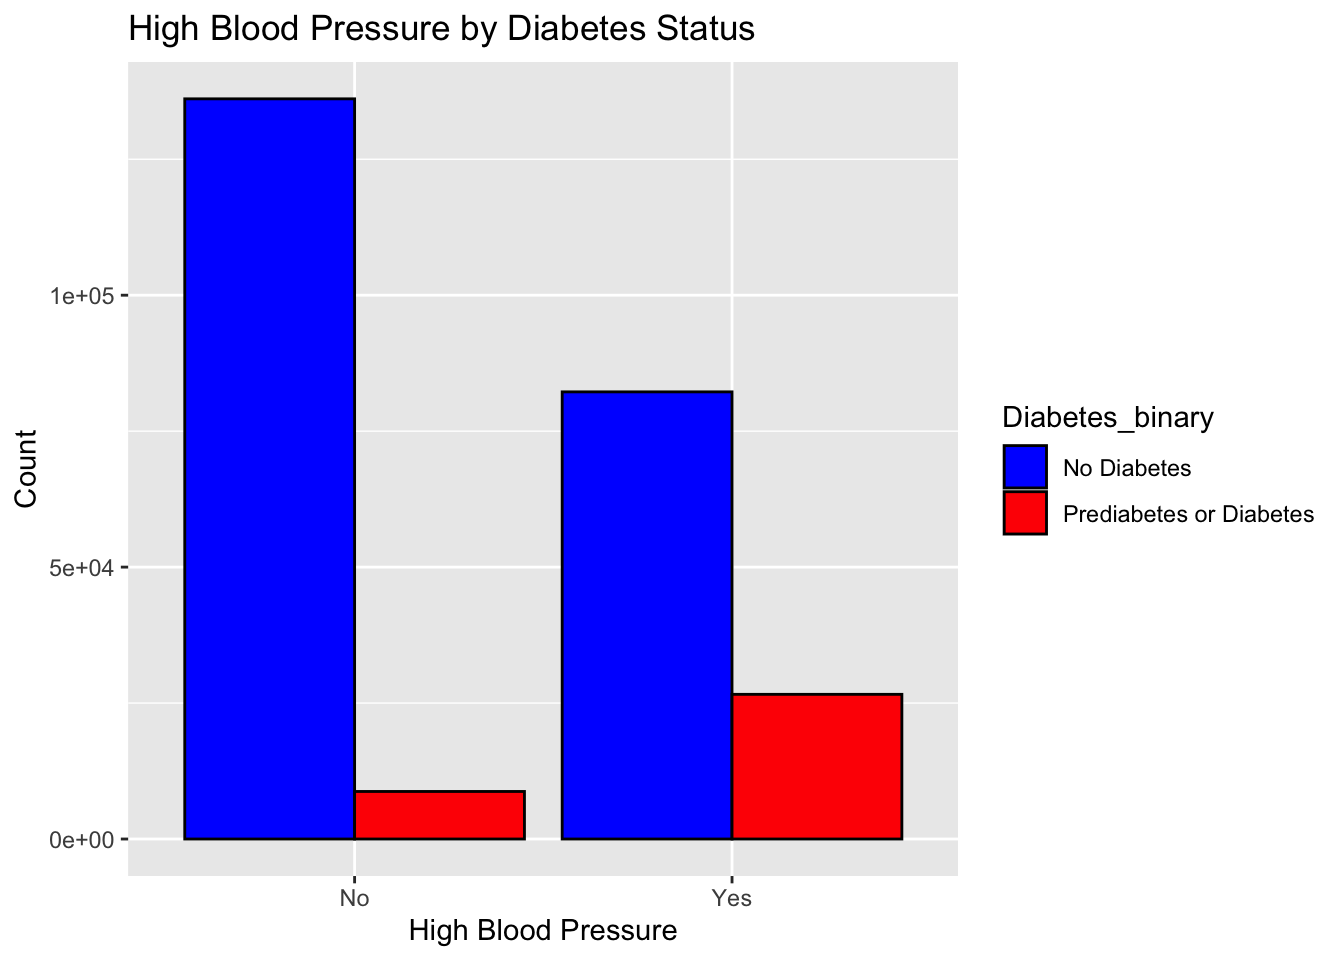 High Blood Pressure by Diabetes Status
Count
1e+05
5e+04
0e+00
No
Yes
High Blood Pressure
Diabetes_binary
No Diabetes
Prediabetes or Diabetes